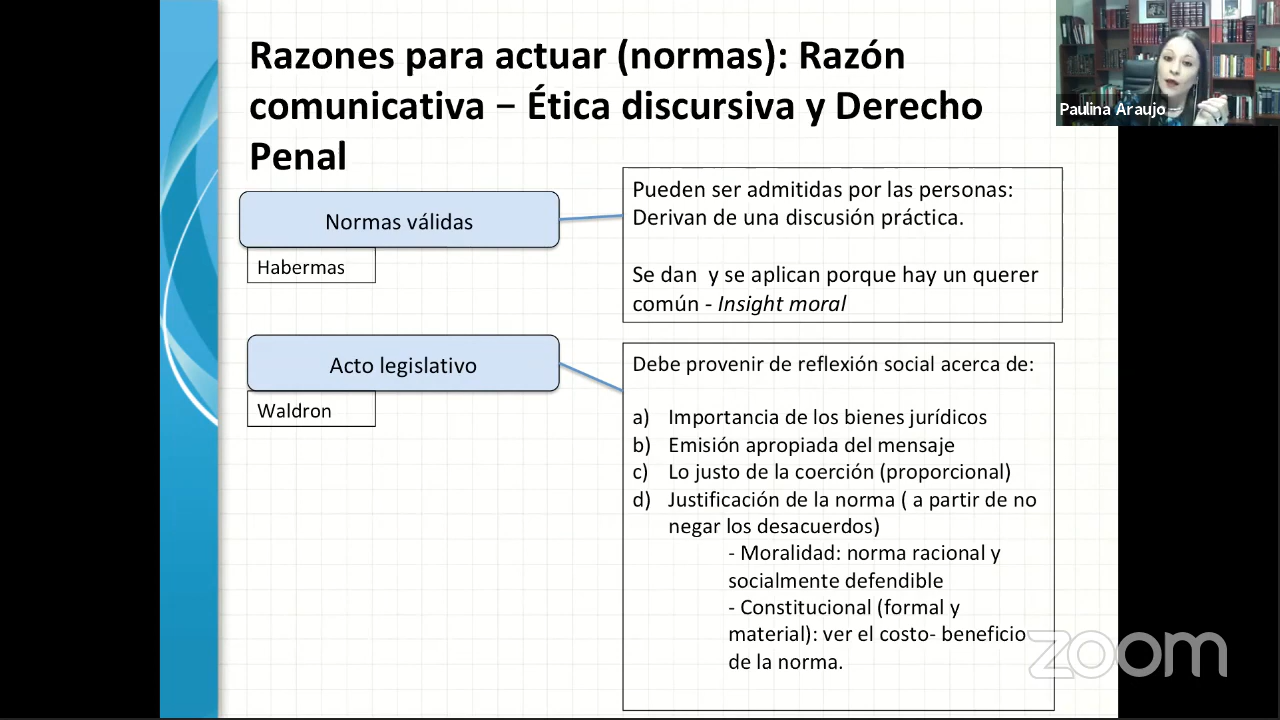 Razones para actuar (normas): Razón
comunicativa – Ética discursiva y Derecho
Penal
Paulina Araujo
Normas válidas
Habermas
Pueden ser admitidas por las personas:
Derivan de una discusión práctica.
Se dan  y se aplican porque hay un querer
común - Insight moral
Acto legislativo
Waldron
Debe provenir de reflexión social acerca de:
a) Importancia de los bienes jurídicos
b) Emisión apropiada del mensaje
c) Lo justo de la coerción (proporcional)
d) Justificación de la norma ( a partir de no
negar los desacuerdos)
- Moralidad: norma racional y
socialmente defendible
- Constitucional (formal y
material): ver el costo- beneficio
de la norma.
zoom